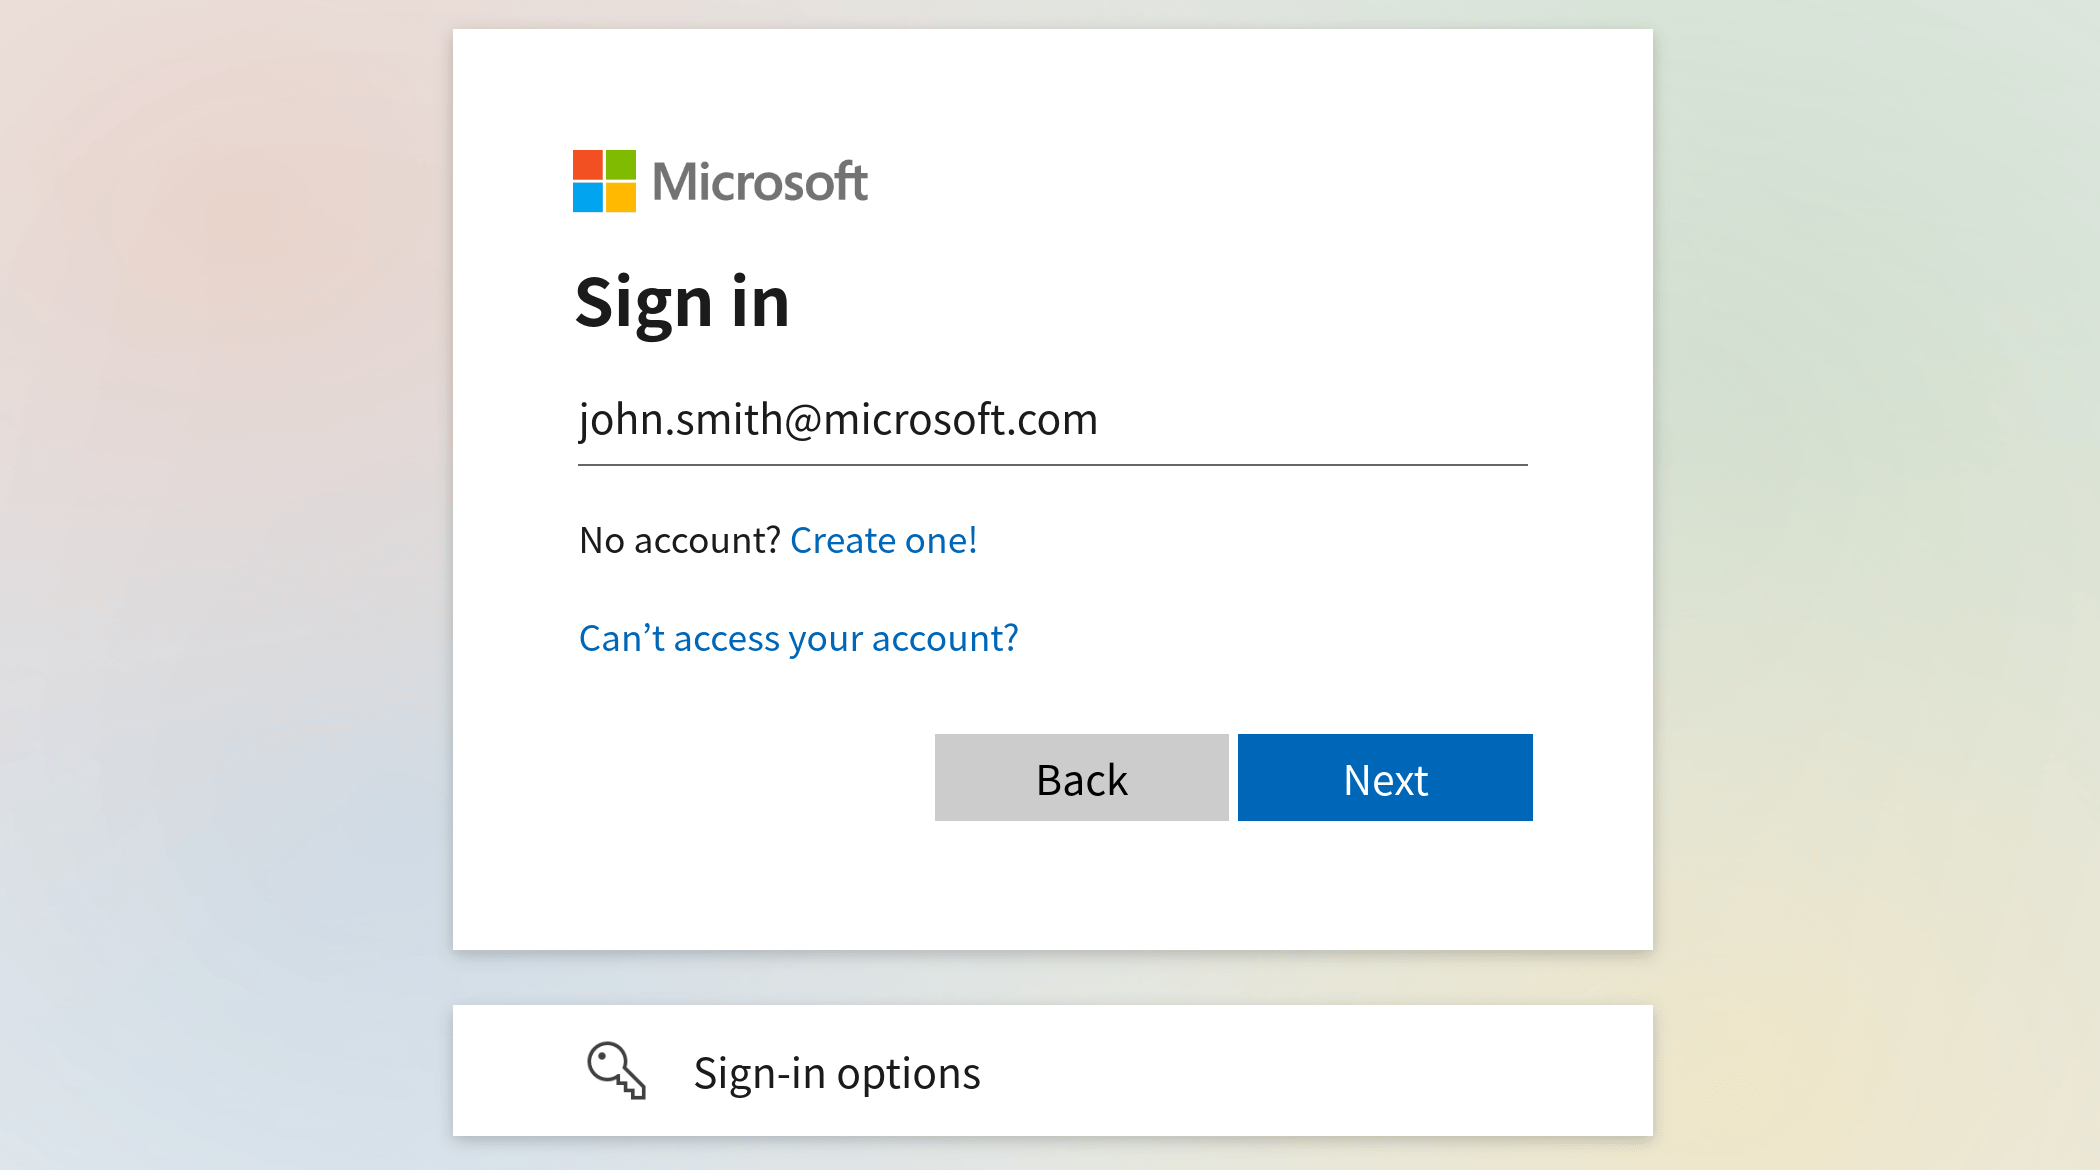 Microsoft
Sign in
john.smith@microsoft.com
No account? Create one!
Can’t access your account?
Back
Next
Sign-in options